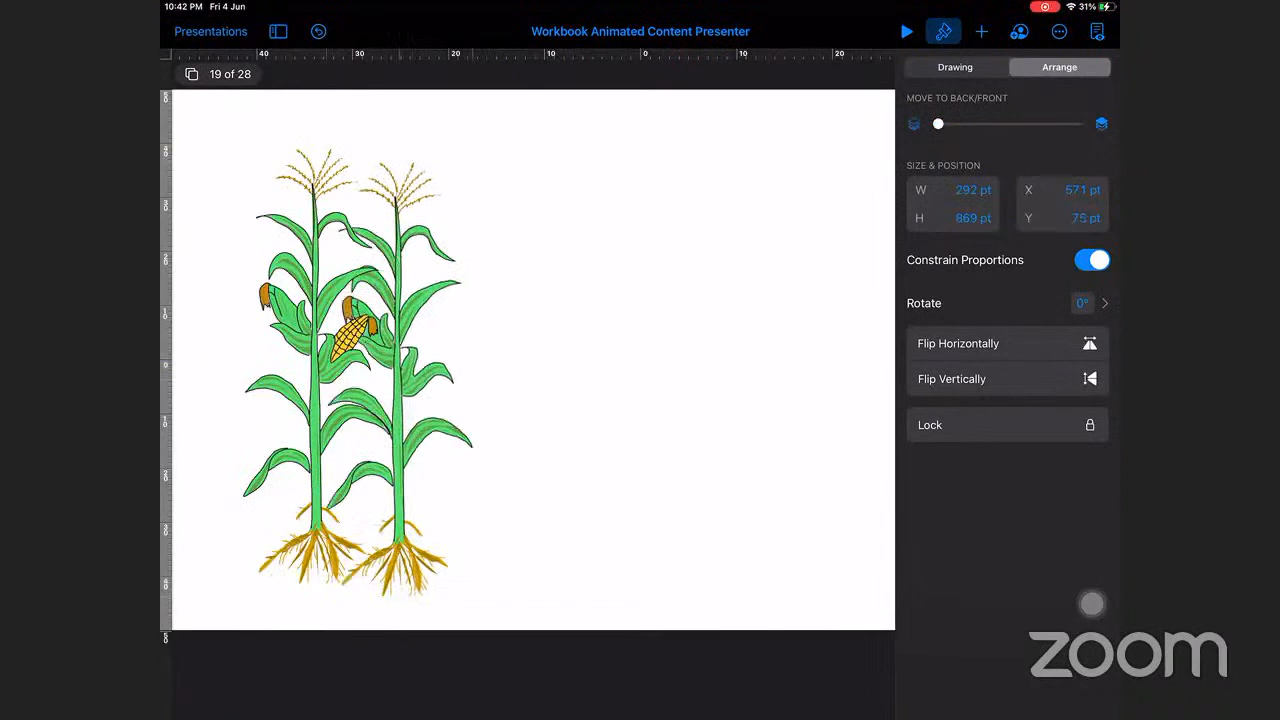 10:42 PM Fri 4 Jun
31%
Presentations
Workbook Animated Content Presenter
40 30 20 10 0 10 20
19 of 28
Drawing
Arrange
MOVE TO BACK/FRONT
SIZE & POSITION
W 292 pt
X 571 pt
H 869 pt
Y 75 pt
Constrain Proportions
Rotate 0°
Flip Horizontally
Flip Vertically
Lock
zoom